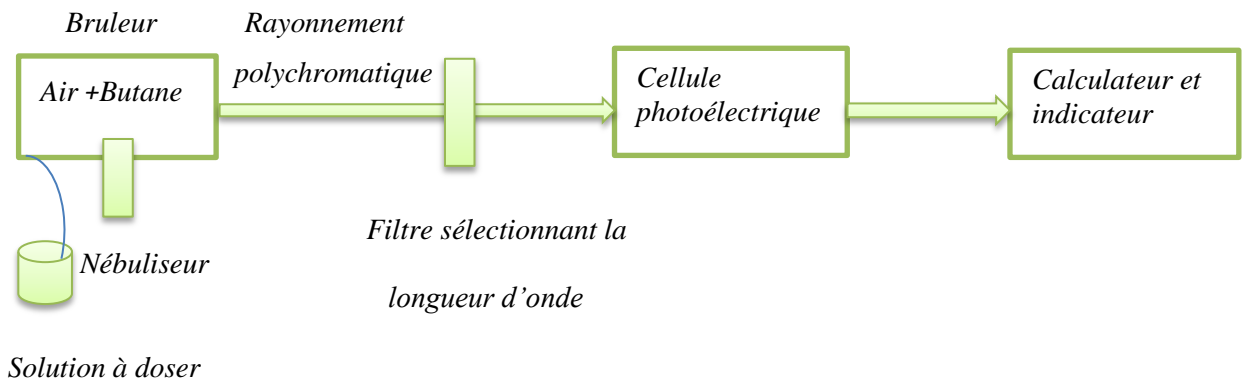 Bruleur
Rayonnement
polychromatique
Air +Butane
Cellule
photoélectrique
Calculateur et
indicateur
Filtre sélectionnant la
longueur d’onde
Nébuliseur
Solution à doser